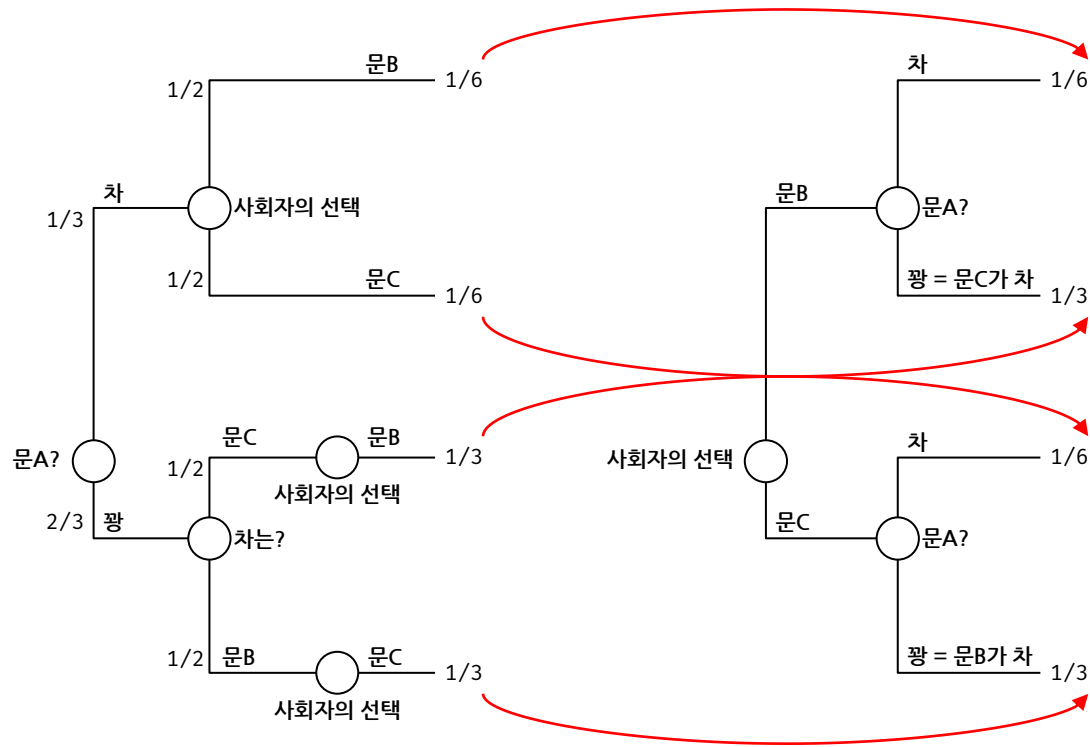 문B
1/2
1/6
차
1/3
사회자의 선택
1/2
문C
1/6
문A?
문C
문B
1/2
1/3
사회자의 선택
2/3
꽝
차는?
1/2
문B
문C
1/3
사회자의 선택
차
1/6
문B
문A?
꽝 = 문C가 차
1/3
사회자의 선택
차
1/6
문C
문A?
꽝 = 문B가 차
1/3